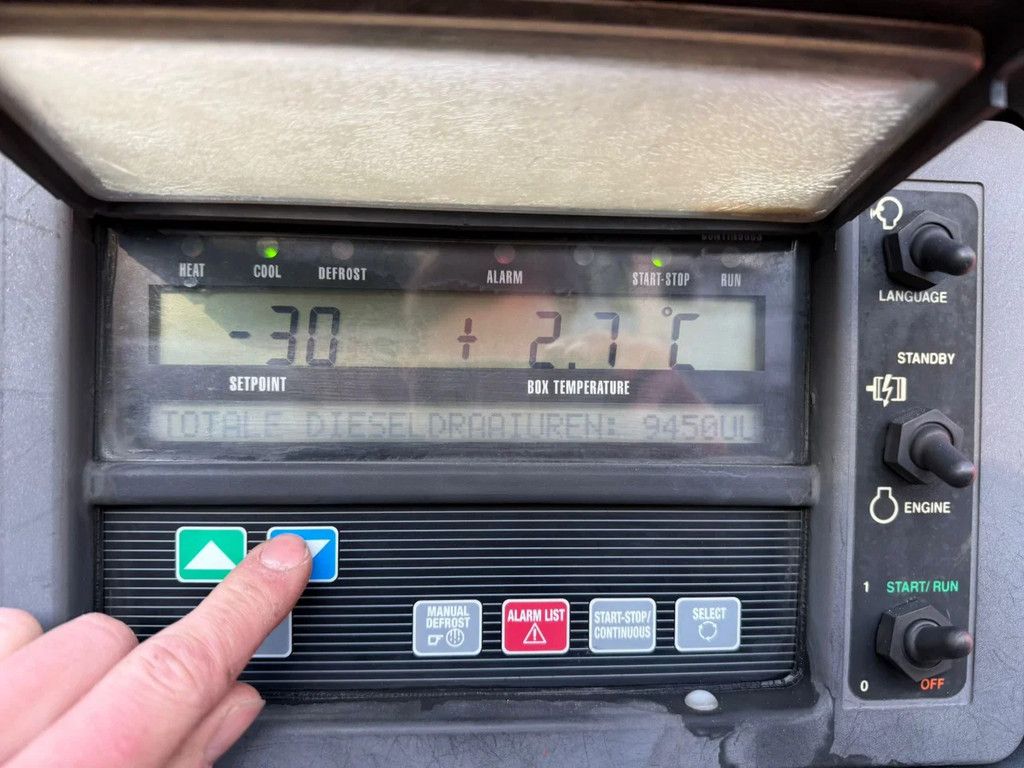 CONTINUOUS
HEAT COOL DEFROST ALARM START-STOP RUN
-30 + 2.7 °C
SETPOINT BOX TEMPERATURE
TOTALE DIESELDRAAIUREN: 9450UU
MANUAL
DEFROST
ALARM LIST
START-STOP/
CONTINUOUS
SELECT
LANGUAGE
STANDBY
ENGINE
1 START/RUN
0 OFF